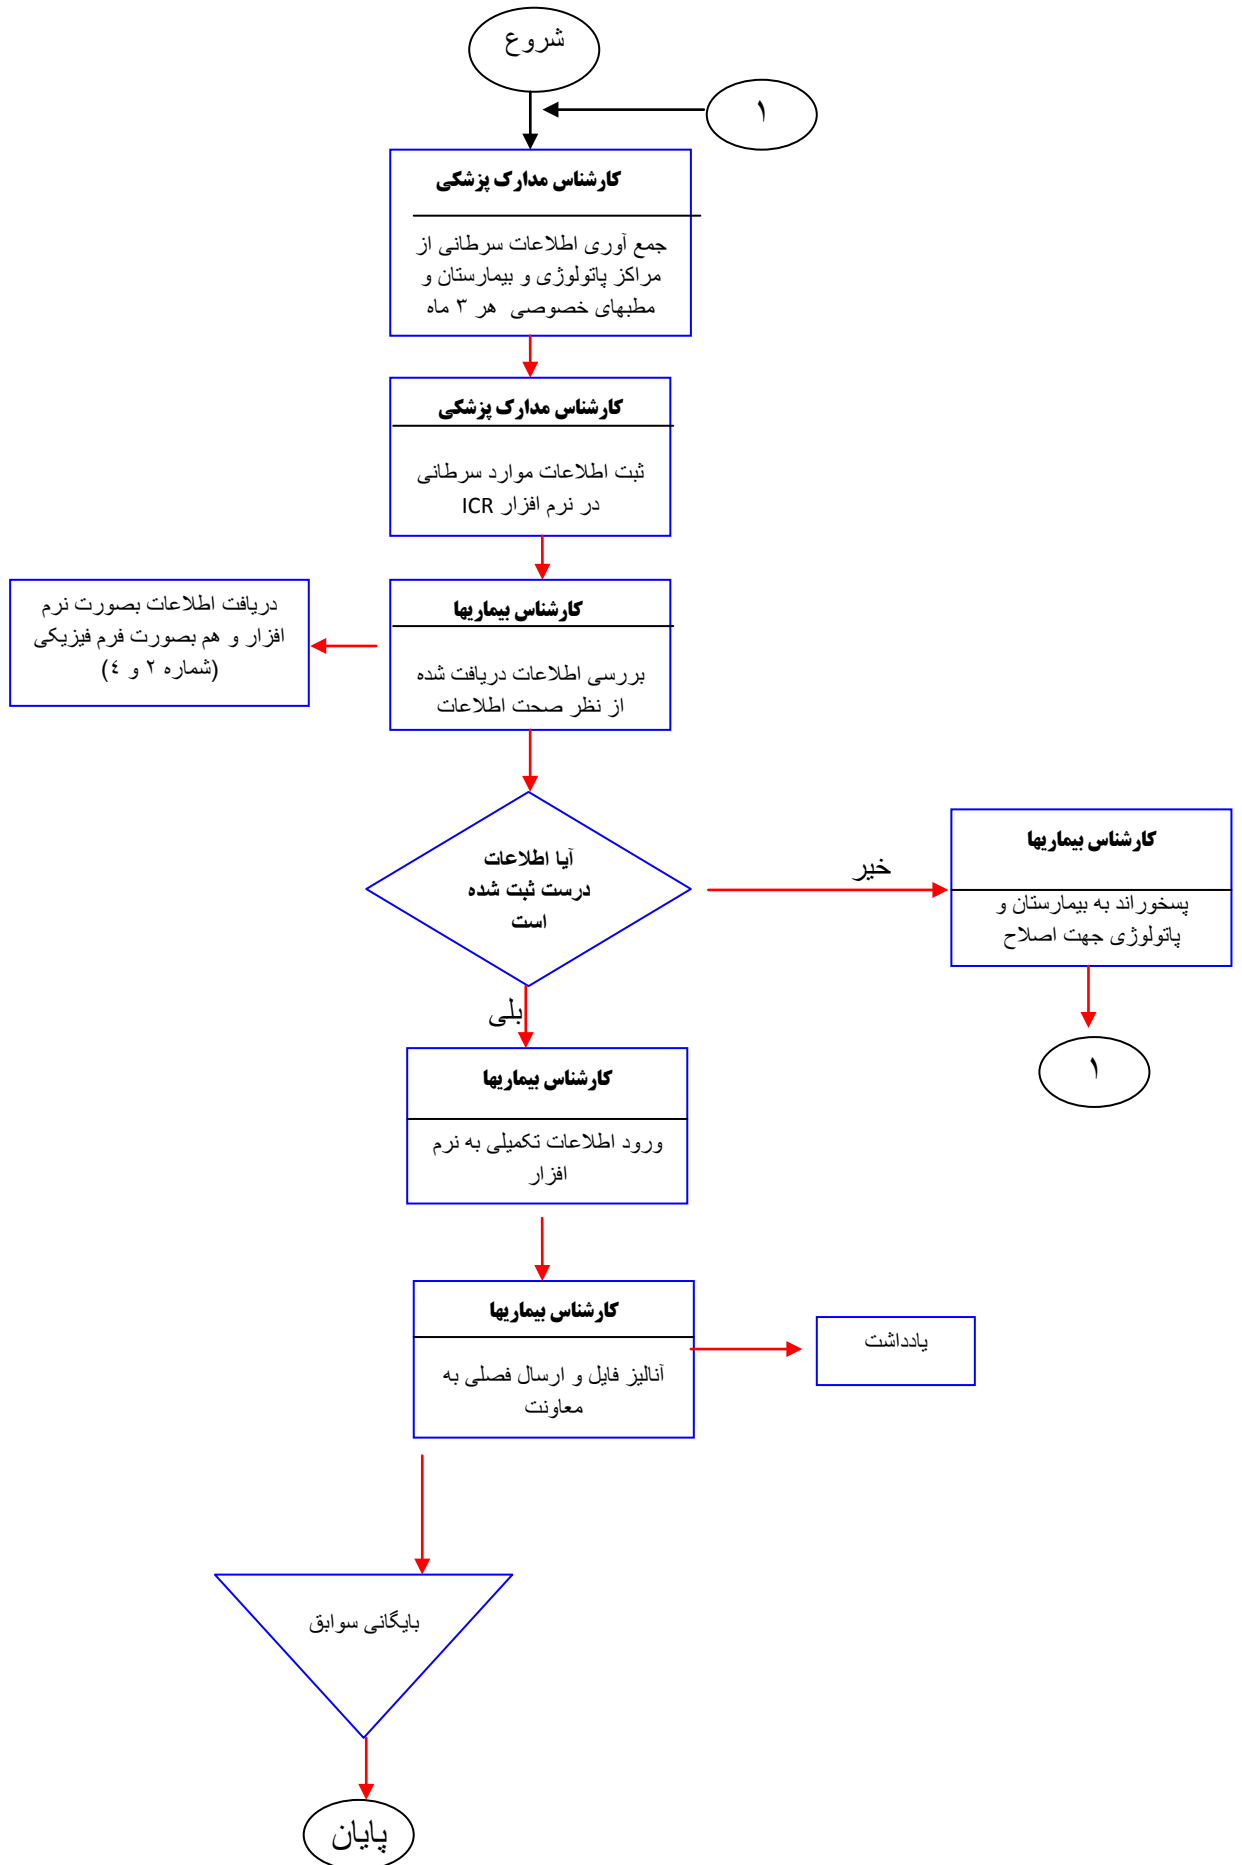 شروع
۱
کارشناس مدارک پزشکی
جمع آوری اطلاعات سرطانی از
مراکز پاتولوژی و بیمارستان و
مطبهای خصوصی هر ۳ ماه
کارشناس مدارک پزشکی
ثبت اطلاعات موارد سرطانی
در نرم افزار ICR
کارشناس بیماریها
بررسی اطلاعات دریافت شده
از نظر صحت اطلاعات
دریافت اطلاعات بصورت نرم
افزار و هم بصورت فرم فیزیکی
(شماره ۲ و ٤)
آیا اطلاعات
درست ثبت شده
است
خیر
کارشناس بیماریها
پسخوراند به بیمارستان و
پاتولوژی جهت اصلاح
۱
بلی
کارشناس بیماریها
ورود اطلاعات تکمیلی به نرم
افزار
کارشناس بیماریها
آنالیز فایل و ارسال فصلی به
معاونت
یادداشت
بایگانی سوابق
پایان